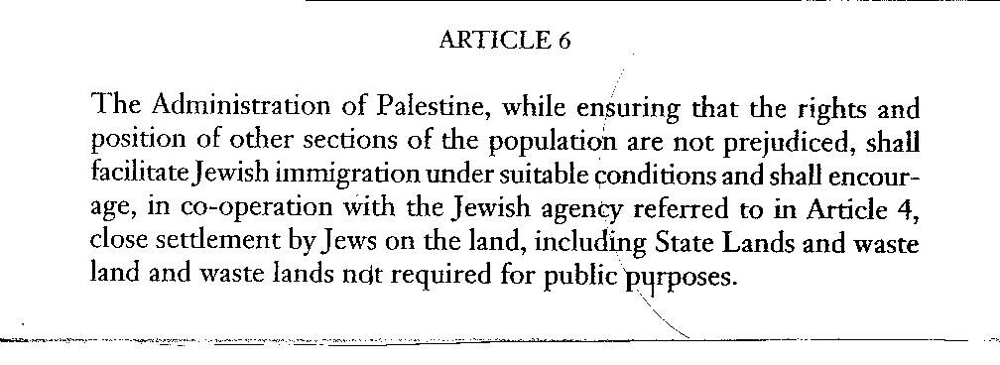 ARTICLE 6
The Administration of Palestine, while ensuring that the rights and
position of other sections of the population are not prejudiced, shall
facilitate Jewish immigration under suitable conditions and shall encour-
age, in co-operation with the Jewish agency referred to in Article 4,
close settlement by Jews on the land, including State Lands and waste
land and waste lands not required for public purposes.